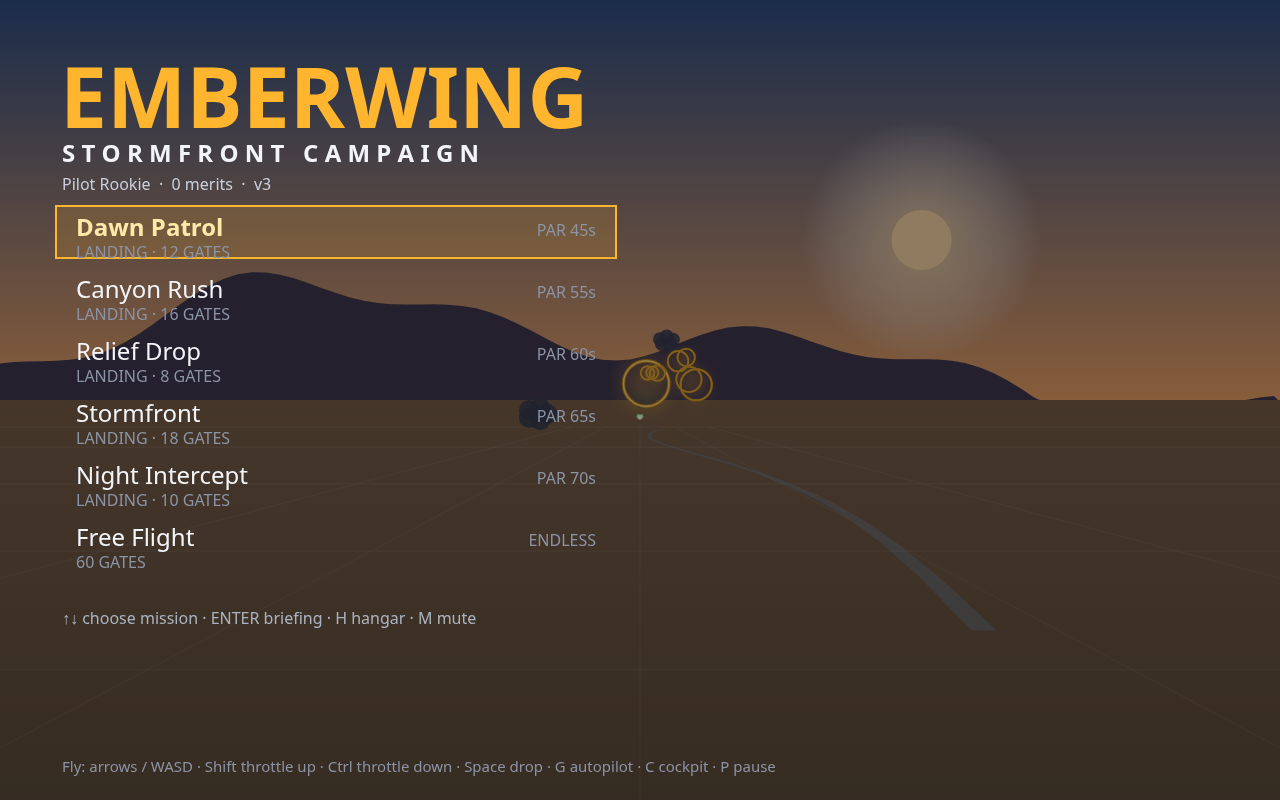 EMBERWING
STORMFRONT CAMPAIGN
Pilot Rookie · 0 merits · v3
Dawn Patrol PAR 45s
LANDING · 12 GATES
Canyon Rush PAR 55s
LANDING · 16 GATES
Relief Drop PAR 60s
LANDING · 8 GATES
Stormfront PAR 65s
LANDING · 18 GATES
Night Intercept PAR 70s
LANDING · 10 GATES
Free Flight ENDLESS
60 GATES
↑↓ choose mission · ENTER briefing · H hangar · M mute
Fly: arrows / WASD · Shift throttle up · Ctrl throttle down · Space drop · G autopilot · C cockpit · P pause